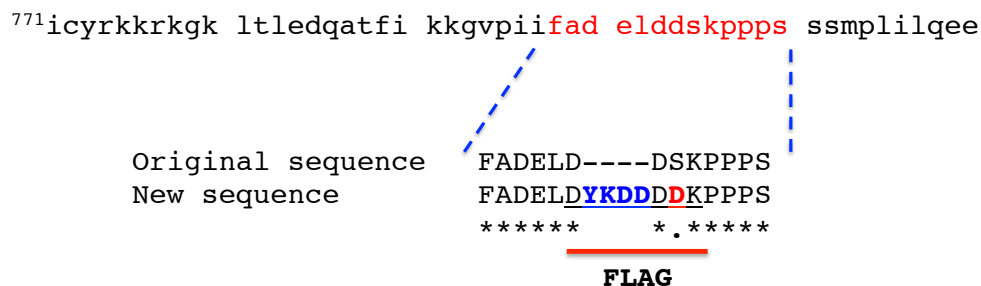 771icyrkkrkgk ltledqatfi kkgvpiifad elddskppps ssmplilqee
Original sequence FADELD----DSKPPPS
New sequence FADELDYKDDDDKPPPS
****** *.*****
FLAG